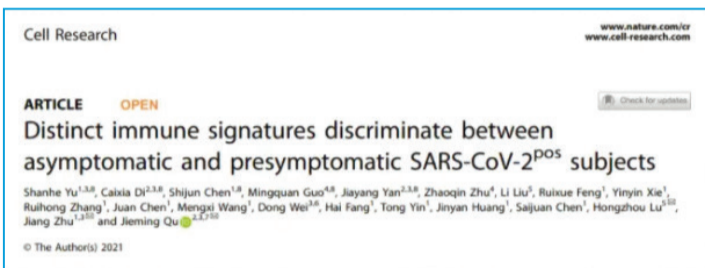 Cell Research
www.nature.com/cr
www.cell-research.com
ARTICLE OPEN
Check for updates
Distinct immune signatures discriminate between
asymptomatic and presymptomatic SARS-CoV-2pos subjects
Shanhe Yu1,3,8, Caixia Di2,3,8, Shijun Chen1,8, Mingquan Guo4,8, Jiayang Yan2,3,8, Zhaoqin Zhu4, Li Liu5, Ruixue Feng1, Yinyin Xie1,
Ruihong Zhang1, Juan Chen1, Mengxi Wang1, Dong Wei3,6, Hai Fang1, Tong Yin1, Jinyan Huang1, Saijuan Chen1, Hongzhou Lu5✉,
Jiang Zhu1,3✉ and Jieming Qu2,3,7✉
© The Author(s) 2021